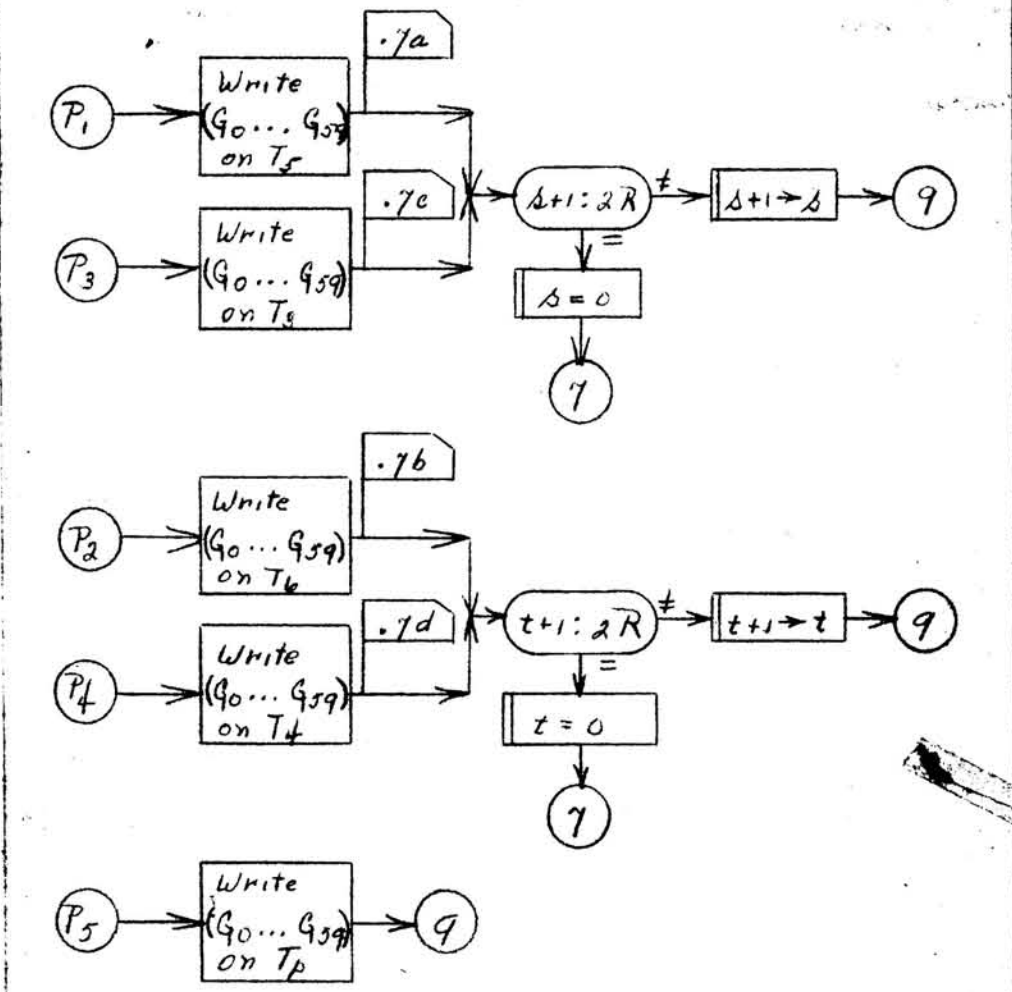 .7a
P₁
Write
(G₀... G₅₉)
on T₅
s+1 : 2R
≠
s+1→s
9
=
s = 0
7
.7c
P₃
Write
(G₀... G₅₉)
on T₃
.7b
P₂
Write
(G₀... G₅₉)
on T₆
t+1 : 2R
≠
t+1→t
9
=
t = 0
7
.7d
P₄
Write
(G₀... G₅₉)
on T₄
P₅
Write
(G₀... G₅₉)
on Tₚ
9